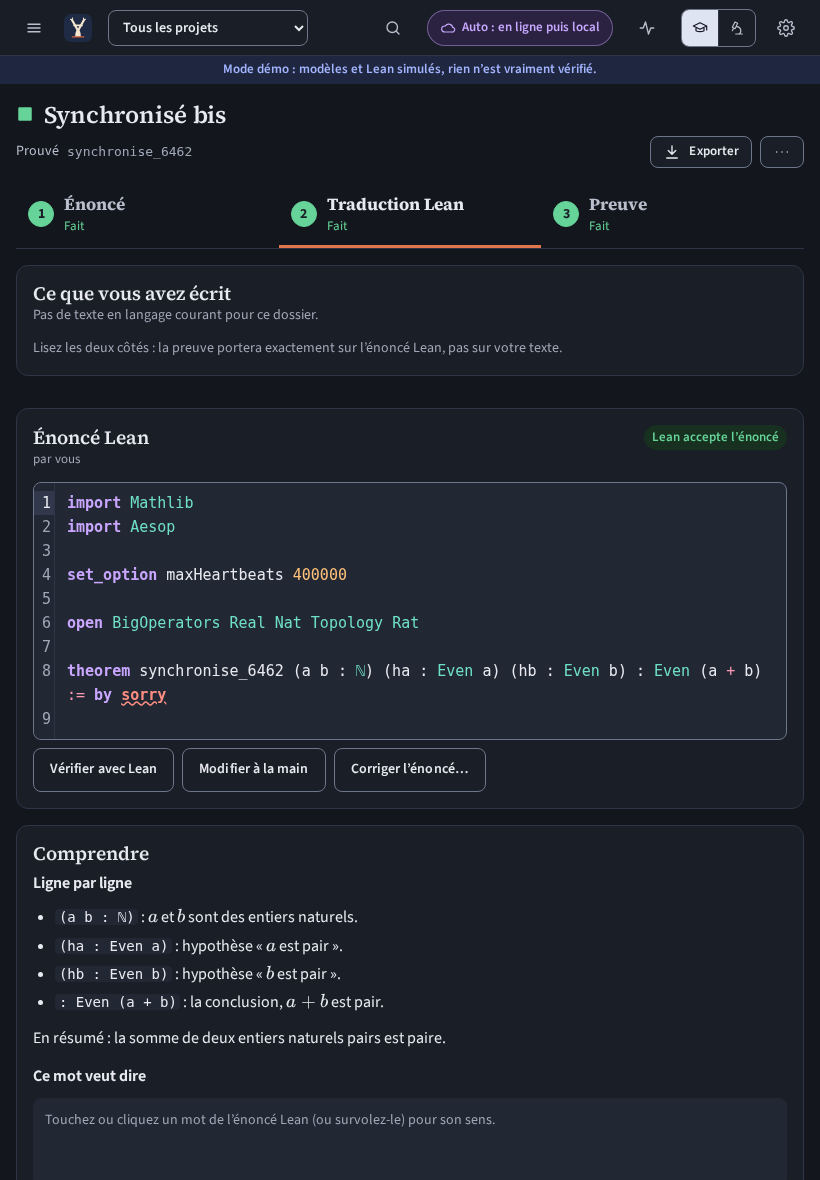 Tous les projets
Auto : en ligne puis local
Mode démo : modèles et Lean simulés, rien n’est vraiment vérifié.
Synchronisé bis
Prouvé synchronise_6462
Exporter
...
1 Énoncé
Fait
2 Traduction Lean
Fait
3 Preuve
Fait
Ce que vous avez écrit
Pas de texte en langage courant pour ce dossier.
Lisez les deux côtés : la preuve portera exactement sur l’énoncé Lean, pas sur votre texte.
Énoncé Lean
Lean accepte l’énoncé
par vous
1 import Mathlib
2 import Aesop
3
4 set_option maxHeartbeats 400000
5
6 open BigOperators Real Nat Topology Rat
7
8 theorem synchronise_6462 (a b : ℕ) (ha : Even a) (hb : Even b) : Even (a + b)
:= by sorry
9
Vérifier avec Lean
Modifier à la main
Corriger l’énoncé…
Comprendre
Ligne par ligne
• (a b : ℕ) : a et b sont des entiers naturels.
• (ha : Even a) : hypothèse « a est pair ».
• (hb : Even b) : hypothèse « b est pair ».
• : Even (a + b) : la conclusion, a + b est pair.
En résumé : la somme de deux entiers naturels pairs est paire.
Ce mot veut dire
Touchez ou cliquez un mot de l’énoncé Lean (ou survolez-le) pour son sens.